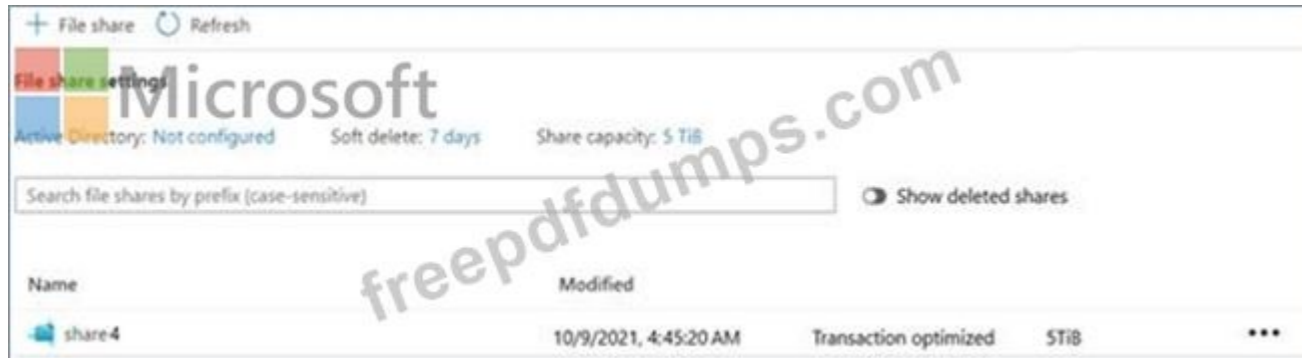 + File share Refresh
Microsoft
File share settings
Active Directory: Not configured Soft delete: 7 days Share capacity: 5 TiB
Search file shares by prefix (case-sensitive) Show deleted shares
freepdfdumps.com
Name Modified
share4 10/9/2021, 4:45:20 AM Transaction optimized 5TiB •••